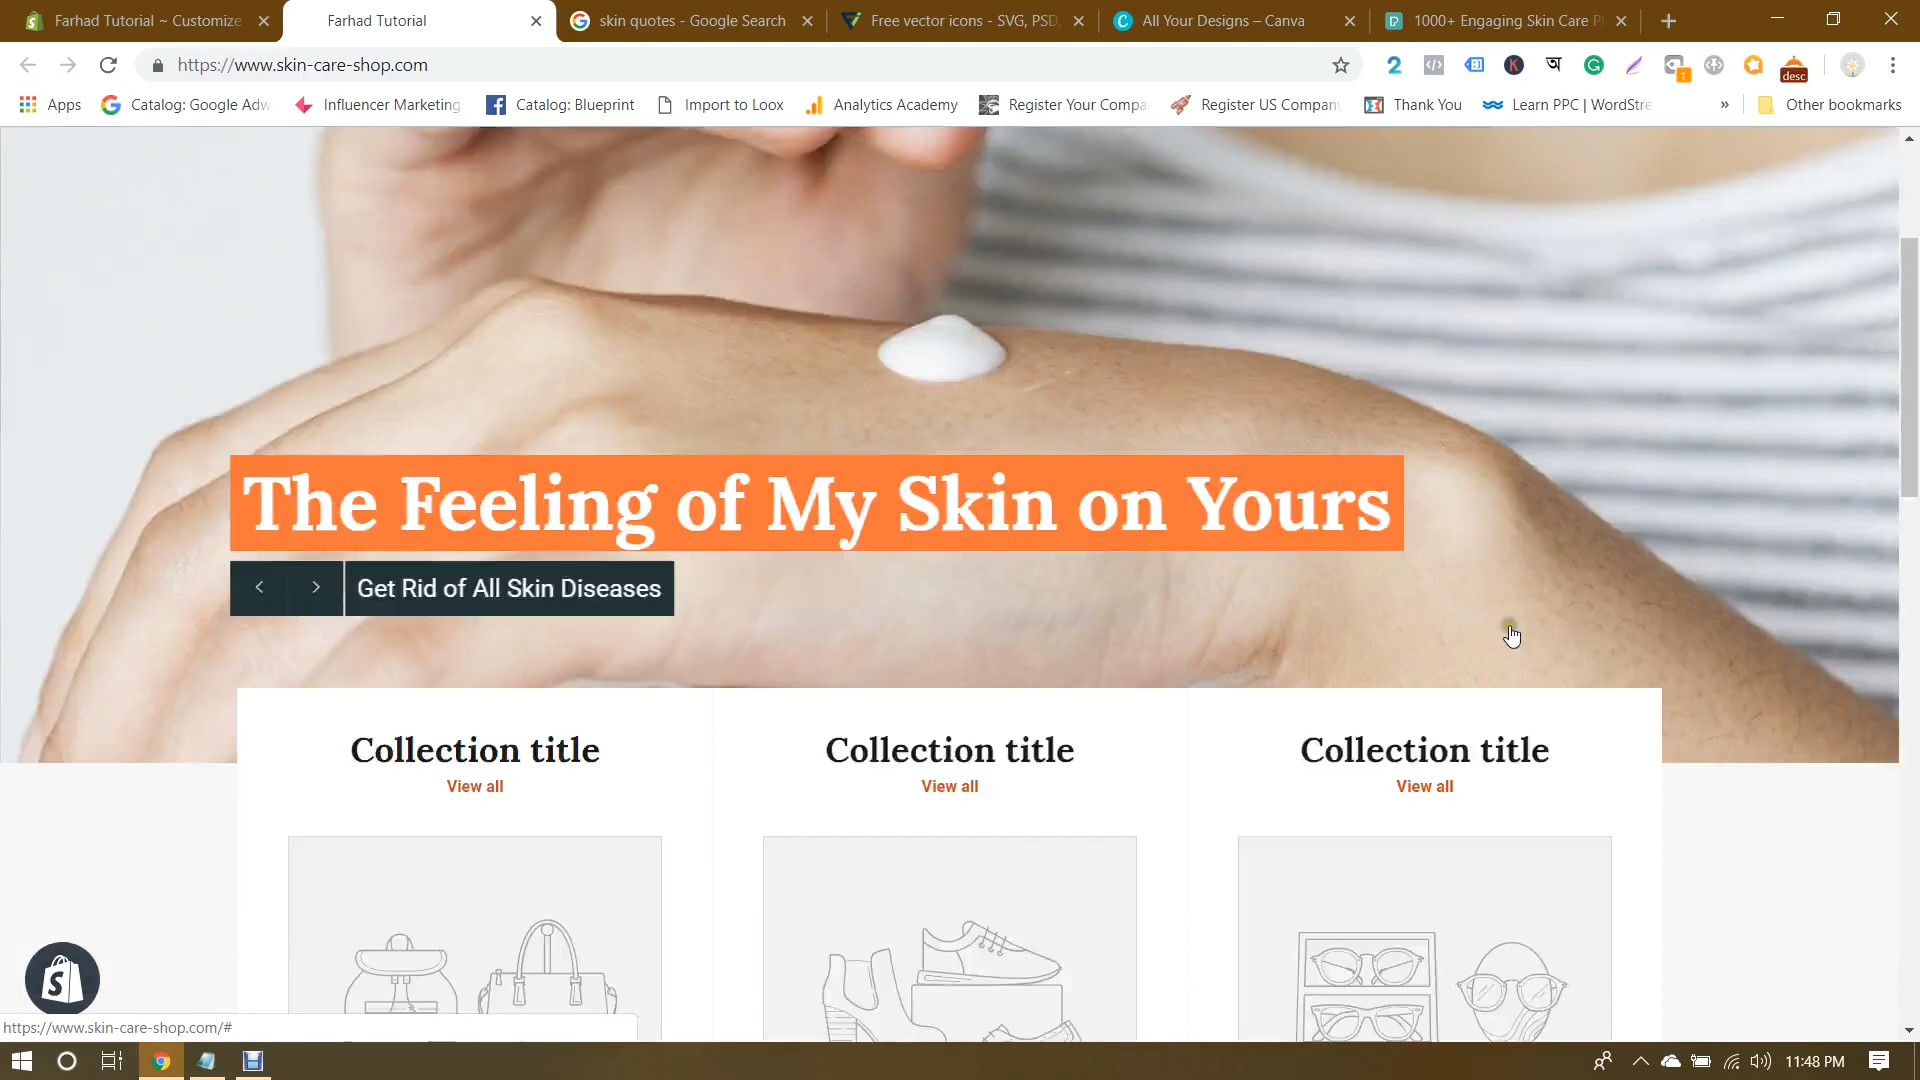 Farhad Tutorial ~ Customize
Farhad Tutorial
skin quotes - Google Search
Free vector icons - SVG, PSD,
All Your Designs – Canva
1000+ Engaging Skin Care P
https://www.skin-care-shop.com
desc
1
Apps
Catalog: Google Adw
Influencer Marketing
Catalog: Blueprint
Import to Loox
Analytics Academy
Register Your Compa
Register US Company
Thank You
Learn PPC | WordStre
»
Other bookmarks
The Feeling of My Skin on Yours
Get Rid of All Skin Diseases
Collection title
View all
Collection title
View all
Collection title
View all
https://www.skin-care-shop.com/#
11:48 PM